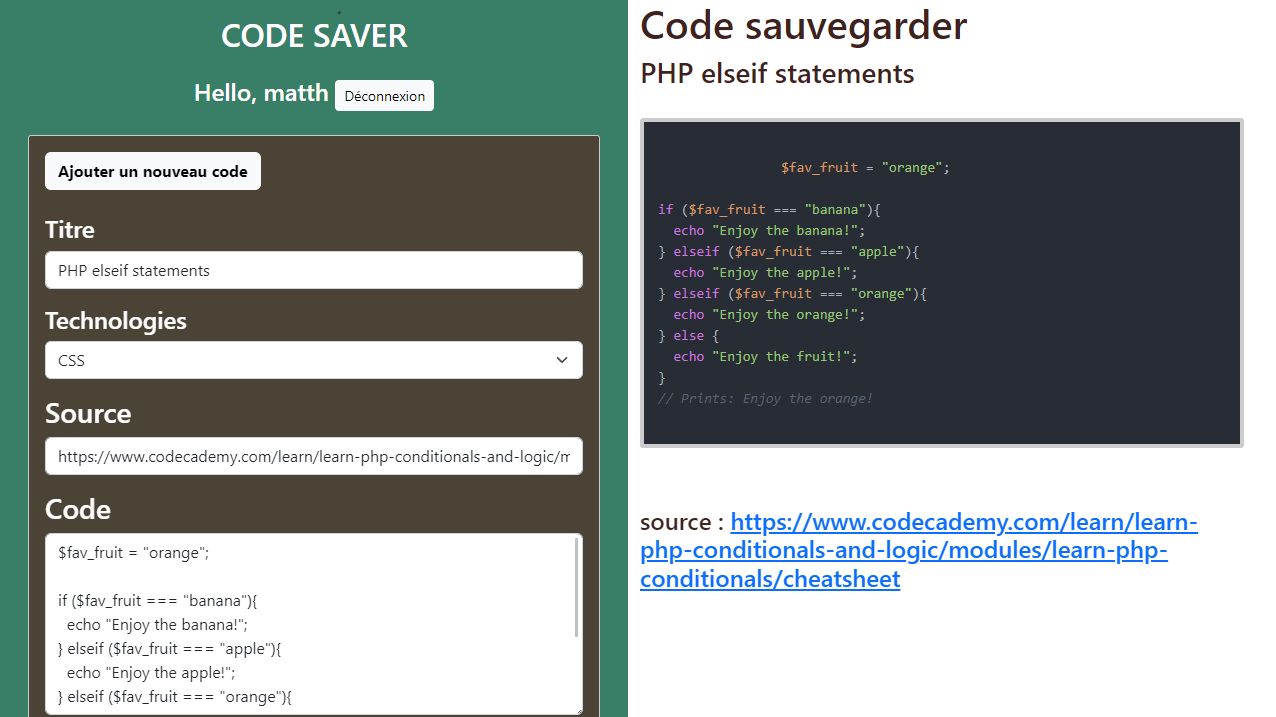 CODE SAVER
Hello, matth
Déconnexion
Ajouter un nouveau code
Titre
PHP elseif statements
Technologies
CSS
Source
https://www.codecademy.com/learn/learn-php-conditionals-and-logic/m
Code
$fav_fruit = "orange";
if ($fav_fruit === "banana"){
  echo "Enjoy the banana!";
} elseif ($fav_fruit === "apple"){
  echo "Enjoy the apple!";
} elseif ($fav_fruit === "orange"){
Code sauvegarder
PHP elseif statements
$fav_fruit = "orange";
if ($fav_fruit === "banana"){
  echo "Enjoy the banana!";
} elseif ($fav_fruit === "apple"){
  echo "Enjoy the apple!";
} elseif ($fav_fruit === "orange"){
  echo "Enjoy the orange!";
} else {
  echo "Enjoy the fruit!";
}
// Prints: Enjoy the orange!
source : https://www.codecademy.com/learn/learn-
php-conditionals-and-logic/modules/learn-php-
conditionals/cheatsheet